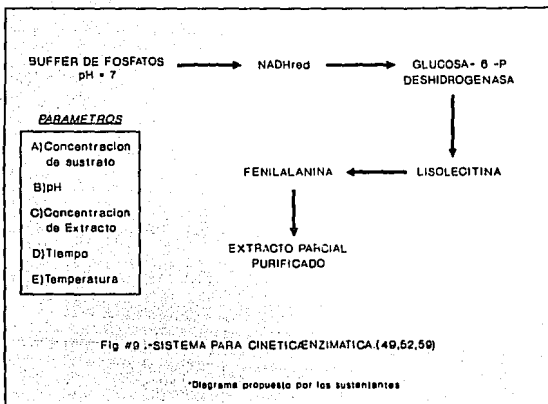 BUFFER DE FOSFATOS
pH = 7
NADHred
GLUCOSA- 6 -P
DESHIDROGENASA
PARAMETROS
A)Concentracion
de sustrato
B)pH
C)Concentracion
de Extracto
D)Tiempo
E)Temperatura
FENILALANINA
LISOLECITINA
EXTRACTO PARCIAL
PURIFICADO
Fig #9.-SISTEMA PARA CINETICA ENZIMATICA.(49,52,59)
*Diagrama propuesto por los sustentantes